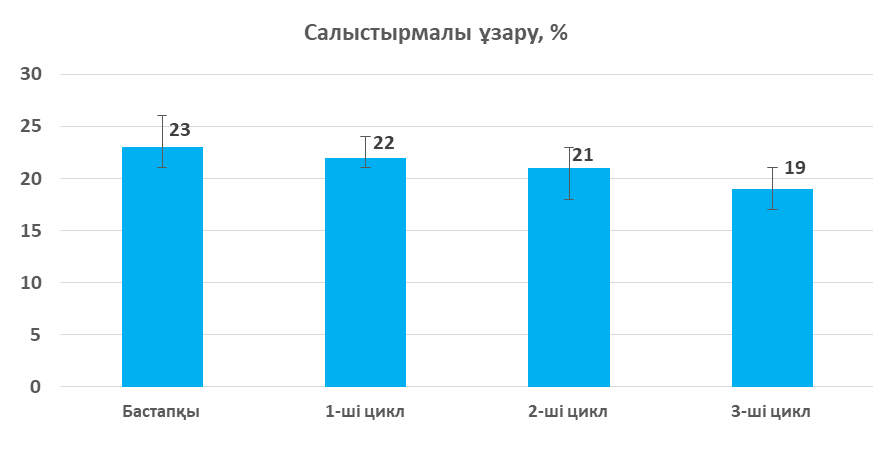 Салыстырмалы ұзару, %
30
25
20
15
10
5
0
23
22
21
19
Бастапқы
1-ші цикл
2-ші цикл
3-ші цикл